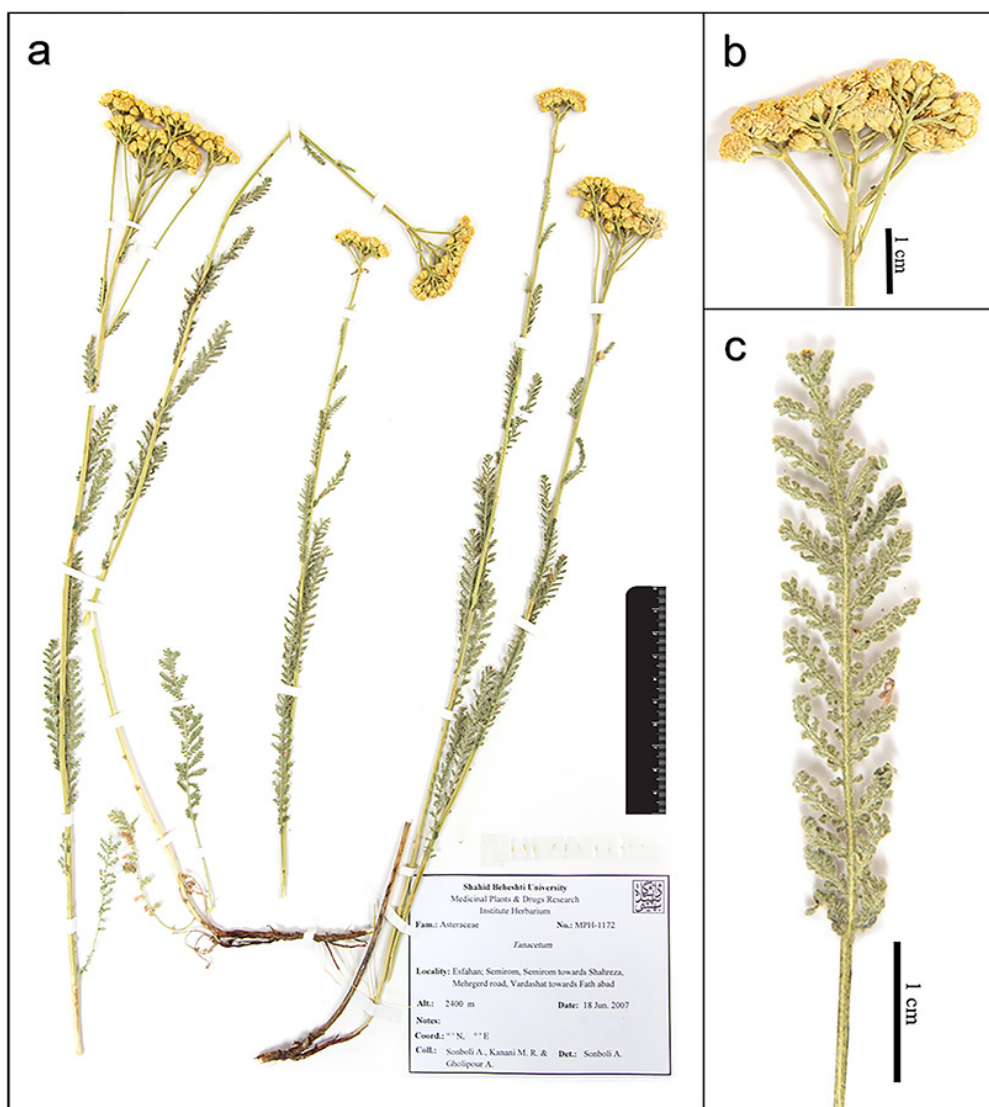 a
b
1 cm
c
1 cm
Shahid Beheshti University
Medicinal Plants & Drugs Research
Institute Herbarium
Fam.: Asteraceae No.: MPH-1172
Tanacetum
Locality: Esfahan; Semirom, Semirom towards Shahreza,
Mehrgerd road, Vardashat towards Fath abad
Alt.: 2400 m Date: 18 Jun. 2007
Notes:
Coord.: °' N, °' E
Coll.: Sonboli A., Kanani M. R. & Det.: Sonboli A.
Gholipour A.